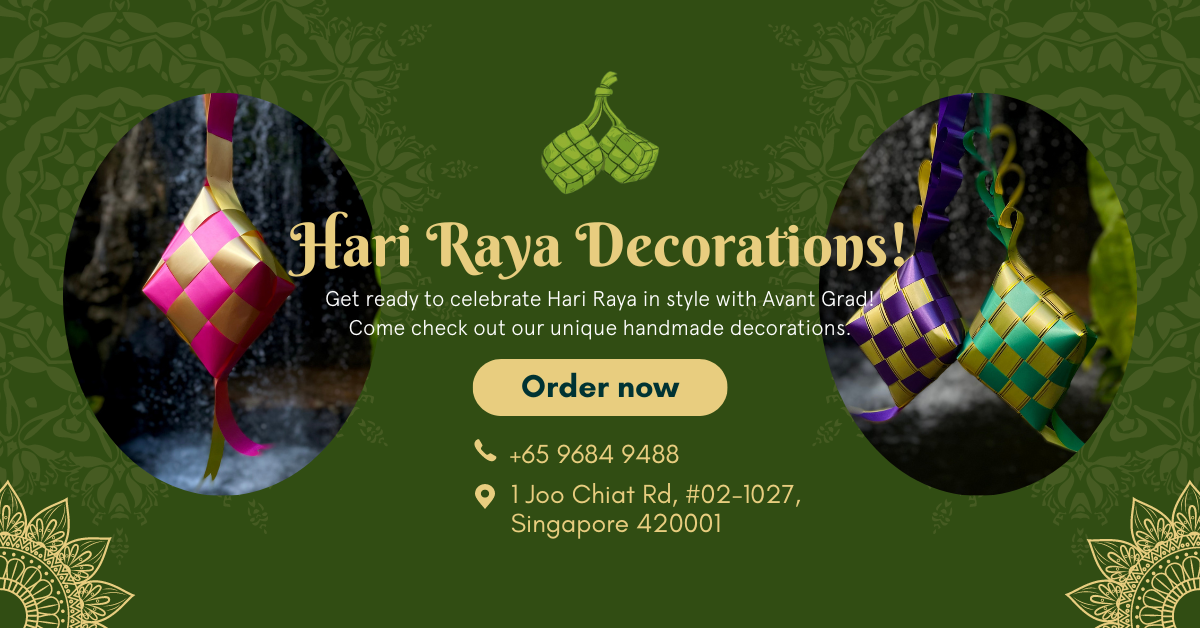 Hari Raya Decorations!
Get ready to celebrate Hari Raya in style with Avant Grad!
Come check out our unique handmade decorations.
Order now
+65 9684 9488
1 Joo Chiat Rd, #02-1027,
Singapore 420001